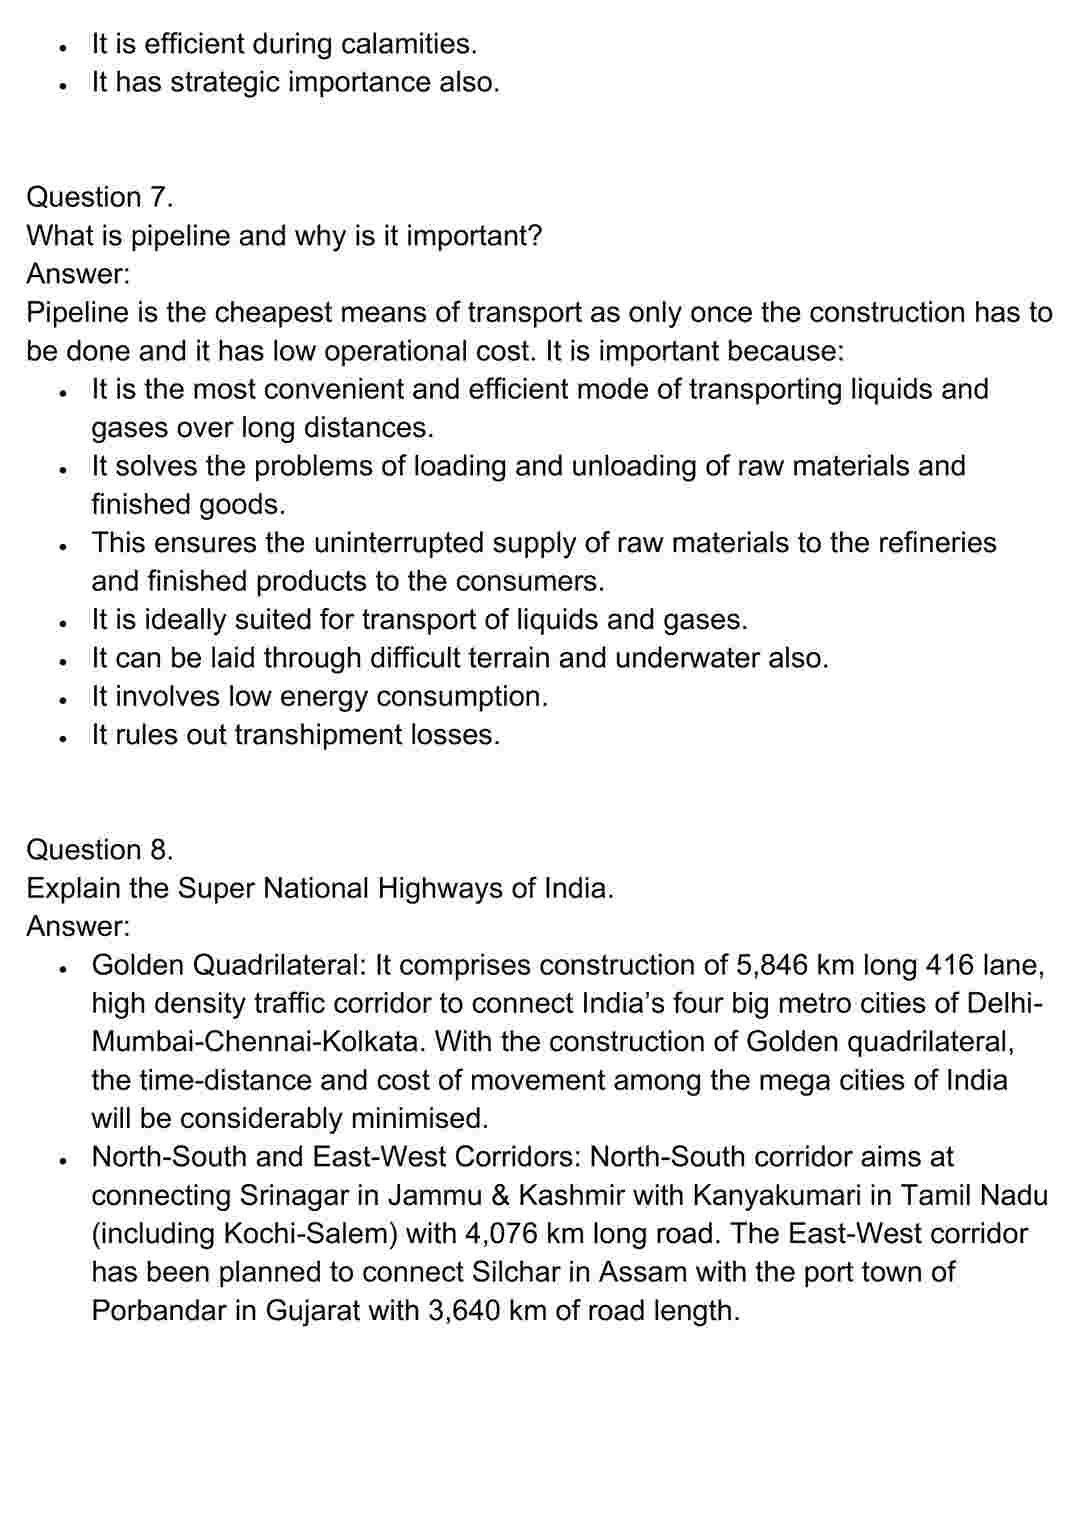 • It is efficient during calamities.
• It has strategic importance also.
Question 7.
What is pipeline and why is it important?
Answer:
Pipeline is the cheapest means of transport as only once the construction has to
be done and it has low operational cost. It is important because:
• It is the most convenient and efficient mode of transporting liquids and
gases over long distances.
• It solves the problems of loading and unloading of raw materials and
finished goods.
• This ensures the uninterrupted supply of raw materials to the refineries
and finished products to the consumers.
• It is ideally suited for transport of liquids and gases.
• It can be laid through difficult terrain and underwater also.
• It involves low energy consumption.
• It rules out transhipment losses.
Question 8.
Explain the Super National Highways of India.
Answer:
• Golden Quadrilateral: It comprises construction of 5,846 km long 416 lane,
high density traffic corridor to connect India’s four big metro cities of Delhi-
Mumbai-Chennai-Kolkata. With the construction of Golden quadrilateral,
the time-distance and cost of movement among the mega cities of India
will be considerably minimised.
• North-South and East-West Corridors: North-South corridor aims at
connecting Srinagar in Jammu & Kashmir with Kanyakumari in Tamil Nadu
(including Kochi-Salem) with 4,076 km long road. The East-West corridor
has been planned to connect Silchar in Assam with the port town of
Porbandar in Gujarat with 3,640 km of road length.